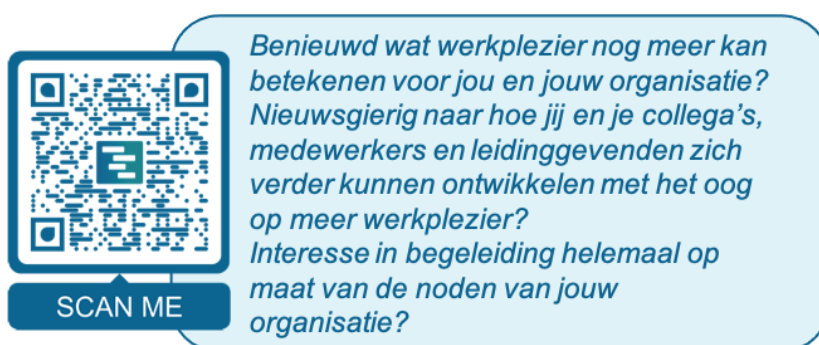 Benieuwd wat werkplezier nog meer kan
betekenen voor jou en jouw organisatie?
Nieuwsgierig naar hoe jij en je collega's,
medewerkers en leidinggevenden zich
verder kunnen ontwikkelen met het oog
op meer werkplezier?
Interesse in begeleiding helemaal op
maat van de noden van jouw
organisatie?
SCAN ME